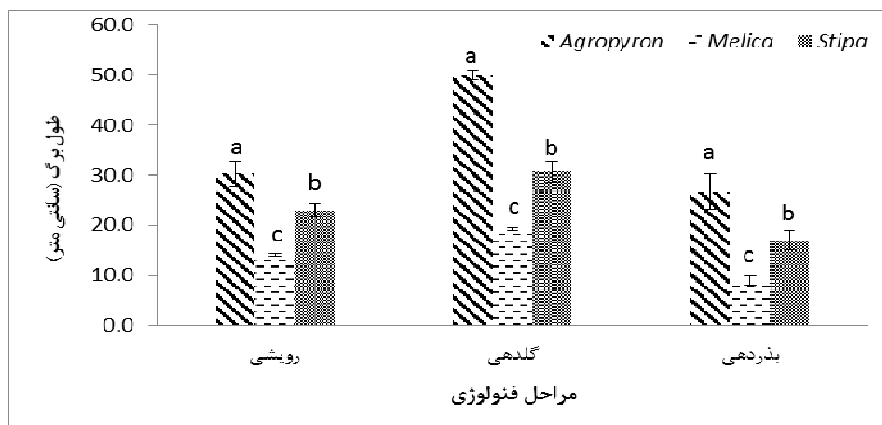 60.0
50.0
40.0
30.0
20.0
10.0
0.0
طول برگ (سانتی متو)
Agropyron Melica Stipa
a c b
a c b
a c b
رویشی گلدهی بذردهی
مراحل فنولوژی